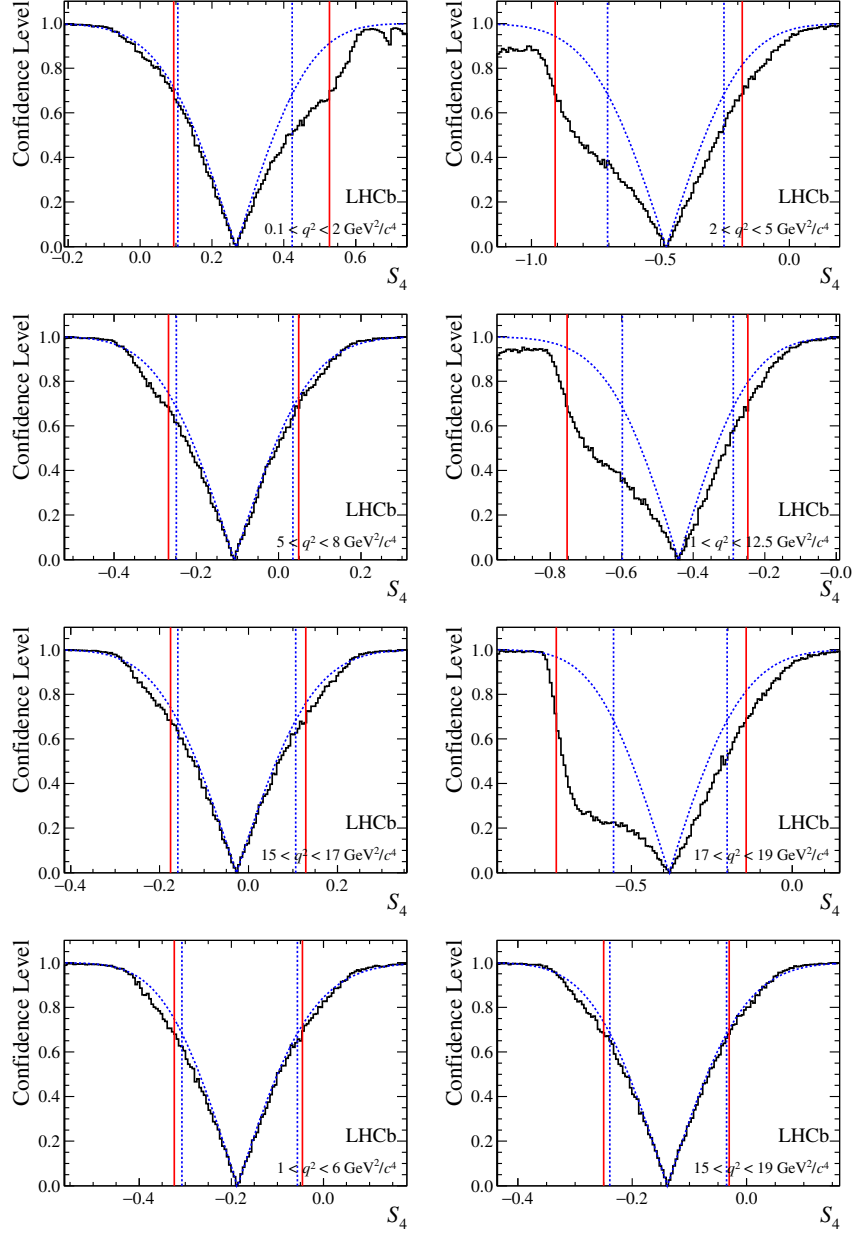 Confidence Level
1.0
0.8
0.6
0.4
0.2
0.0
LHCb
0.1 < q² < 2 GeV²/c⁴
−0.2 0.0 0.2 0.4 0.6
S₄
Confidence Level
1.0
0.8
0.6
0.4
0.2
0.0
LHCb
2 < q² < 5 GeV²/c⁴
−1.0 −0.5 0.0
S₄
Confidence Level
1.0
0.8
0.6
0.4
0.2
0.0
LHCb
5 < q² < 8 GeV²/c⁴
−0.4 −0.2 0.0 0.2
S₄
Confidence Level
1.0
0.8
0.6
0.4
0.2
0.0
LHCb
11 < q² < 12.5 GeV²/c⁴
−0.8 −0.6 −0.4 −0.2 −0.0
S₄
Confidence Level
1.0
0.8
0.6
0.4
0.2
0.0
LHCb
15 < q² < 17 GeV²/c⁴
−0.4 −0.2 −0.0 0.2
S₄
Confidence Level
1.0
0.8
0.6
0.4
0.2
0.0
LHCb
17 < q² < 19 GeV²/c⁴
−0.5 0.0
S₄
Confidence Level
1.0
0.8
0.6
0.4
0.2
0.0
LHCb
1 < q² < 6 GeV²/c⁴
−0.4 −0.2 0.0
S₄
Confidence Level
1.0
0.8
0.6
0.4
0.2
0.0
LHCb
15 < q² < 19 GeV²/c⁴
−0.4 −0.2 0.0
S₄